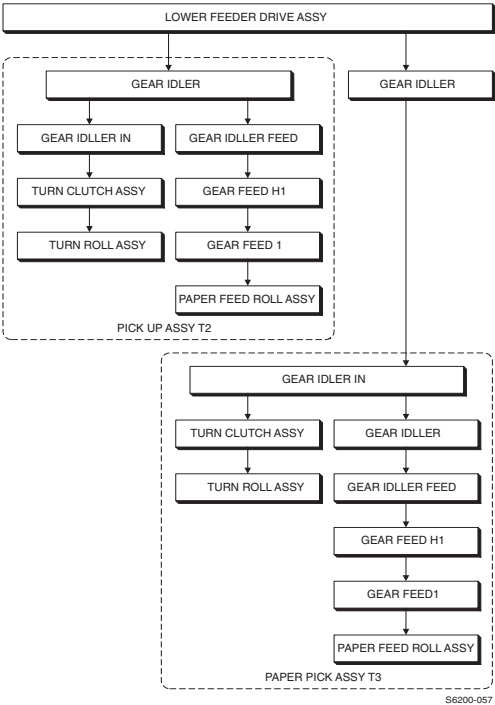 LOWER FEEDER DRIVE ASSY
GEAR IDLER
GEAR IDLLER
GEAR IDLLER IN
GEAR IDLLER FEED
TURN CLUTCH ASSY
GEAR FEED H1
TURN ROLL ASSY
GEAR FEED 1
PAPER FEED ROLL ASSY
PICK UP ASSY T2
GEAR IDLER IN
TURN CLUTCH ASSY
GEAR IDLLER
TURN ROLL ASSY
GEAR IDLLER FEED
GEAR FEED H1
GEAR FEED1
PAPER FEED ROLL ASSY
PAPER PICK ASSY T3
S6200-057